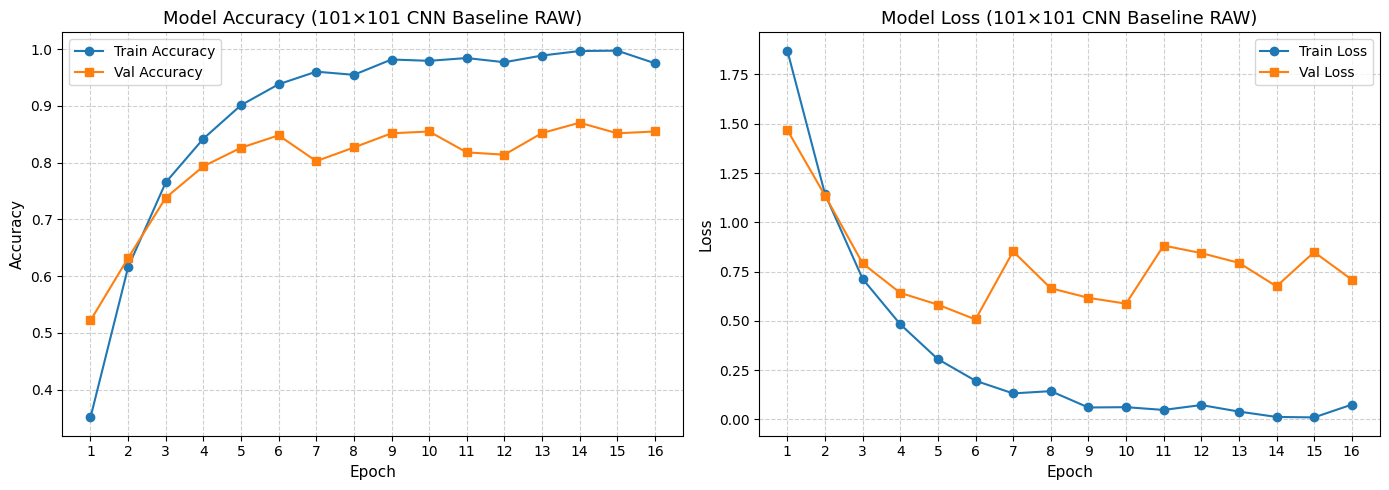 Model Accuracy (101×101 CNN Baseline RAW)
Train Accuracy
Val Accuracy
1.0
0.9
0.8
0.7
0.6
0.5
0.4
Accuracy
1 2 3 4 5 6 7 8 9 10 11 12 13 14 15 16
Epoch
Model Loss (101×101 CNN Baseline RAW)
Train Loss
Val Loss
1.75
1.50
1.25
1.00
0.75
0.50
0.25
0.00
Loss
1 2 3 4 5 6 7 8 9 10 11 12 13 14 15 16
Epoch